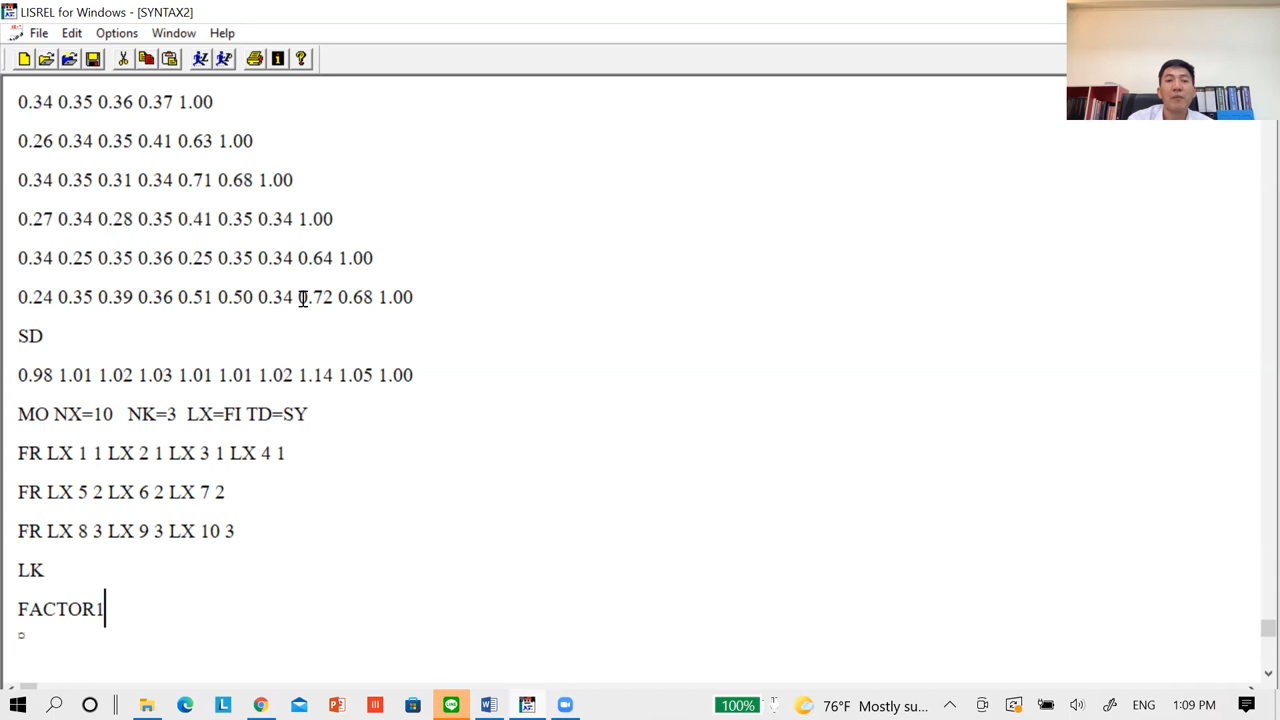 LISREL for Windows - [SYNTAX2]
File Edit Options Window Help
0.34 0.35 0.36 0.37 1.00
0.26 0.34 0.35 0.41 0.63 1.00
0.34 0.35 0.31 0.34 0.71 0.68 1.00
0.27 0.34 0.28 0.35 0.41 0.35 0.34 1.00
0.34 0.25 0.35 0.36 0.25 0.35 0.34 0.64 1.00
0.24 0.35 0.39 0.36 0.51 0.50 0.34 0.72 0.68 1.00
SD
0.98 1.01 1.02 1.03 1.01 1.01 1.02 1.14 1.05 1.00
MO NX=10 NK=3 LX=FI TD=SY
FR LX 1 1 LX 2 1 LX 3 1 LX 4 1
FR LX 5 2 LX 6 2 LX 7 2
FR LX 8 3 LX 9 3 LX 10 3
LK
FACTOR1
100% 76°F Mostly su... ENG 1:09 PM